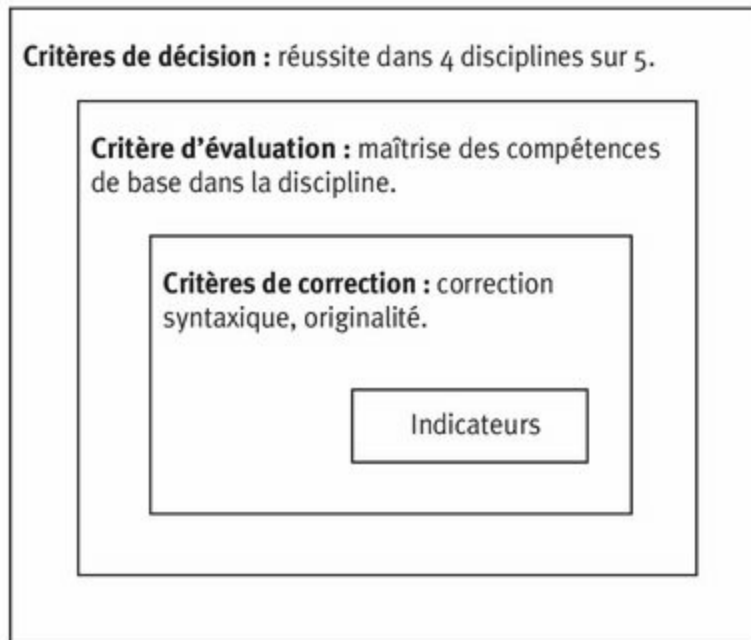 Critères de décision : réussite dans 4 disciplines sur 5.
Critère d’évaluation : maîtrise des compétences
de base dans la discipline.
Critères de correction : correction
syntaxique, originalité.
Indicateurs